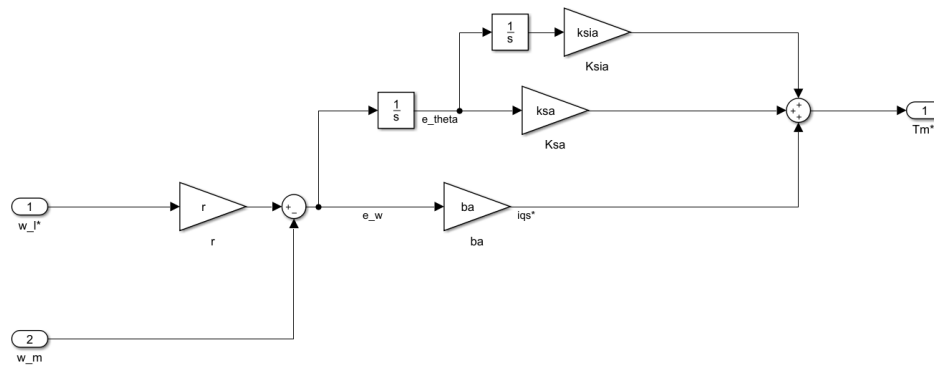 1
s
ksia
Ksia
1
s
e_theta
ksa
Ksa
+
+
+
1
Tm*
1
w_l*
r
r
+
−
e_w
ba
ba
iqs*
2
w_m